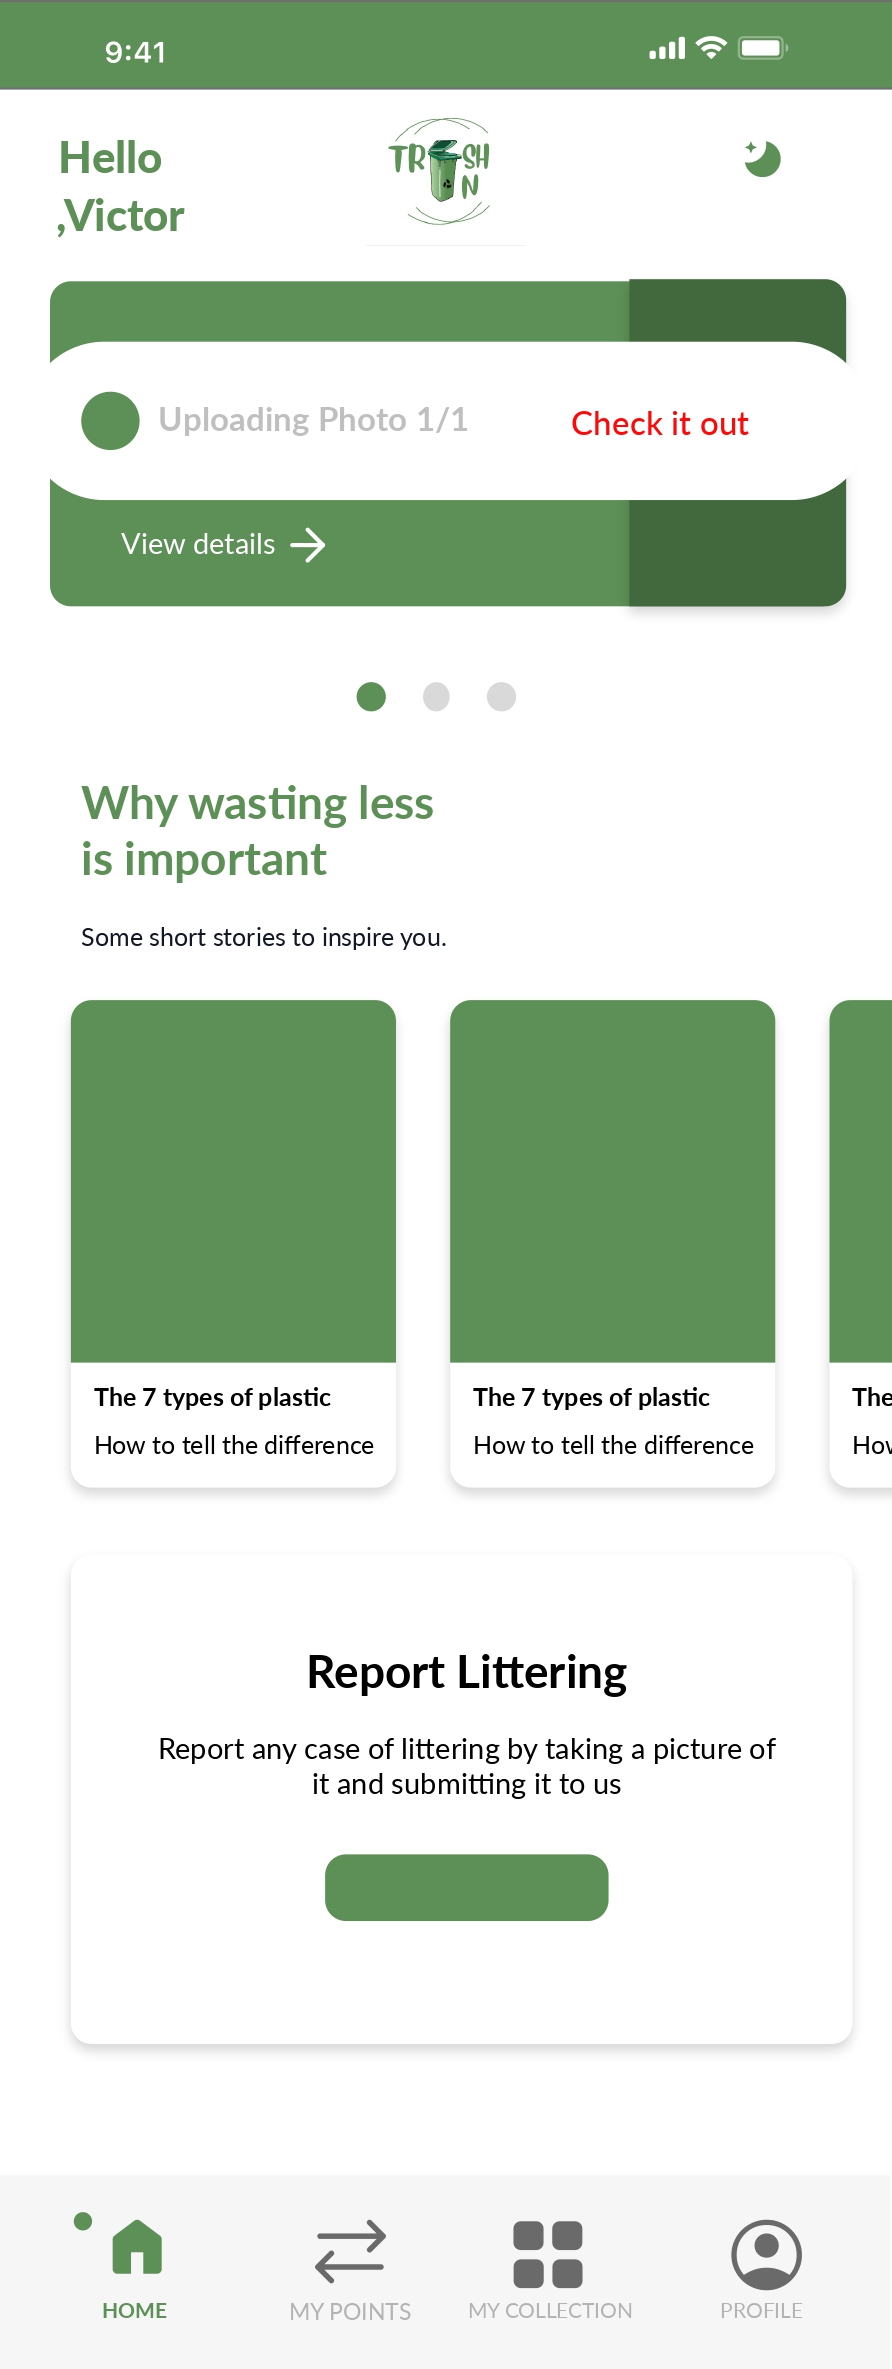 9:41
Hello
,Victor
TR SH
N
Uploading Photo 1/1
Check it out
View details
Why wasting less
is important
Some short stories to inspire you.
The 7 types of plastic
How to tell the difference
The 7 types of plastic
How to tell the difference
The
How
Report Littering
Report any case of littering by taking a picture of
it and submitting it to us
HOME
MY POINTS
MY COLLECTION
PROFILE